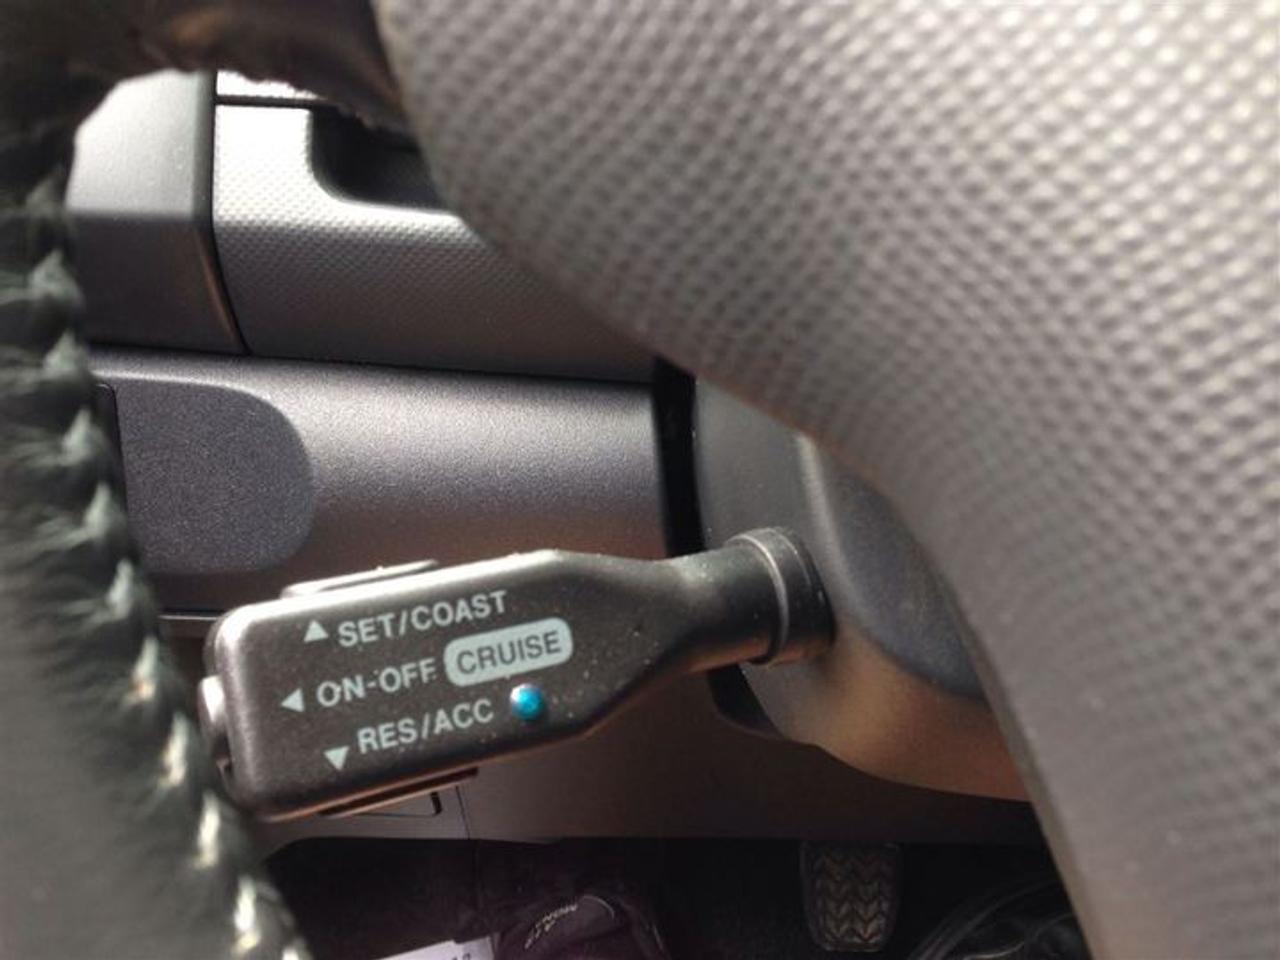 ▲ SET/COAST
◀ ON-OFF CRUISE
▼ RES/ACC